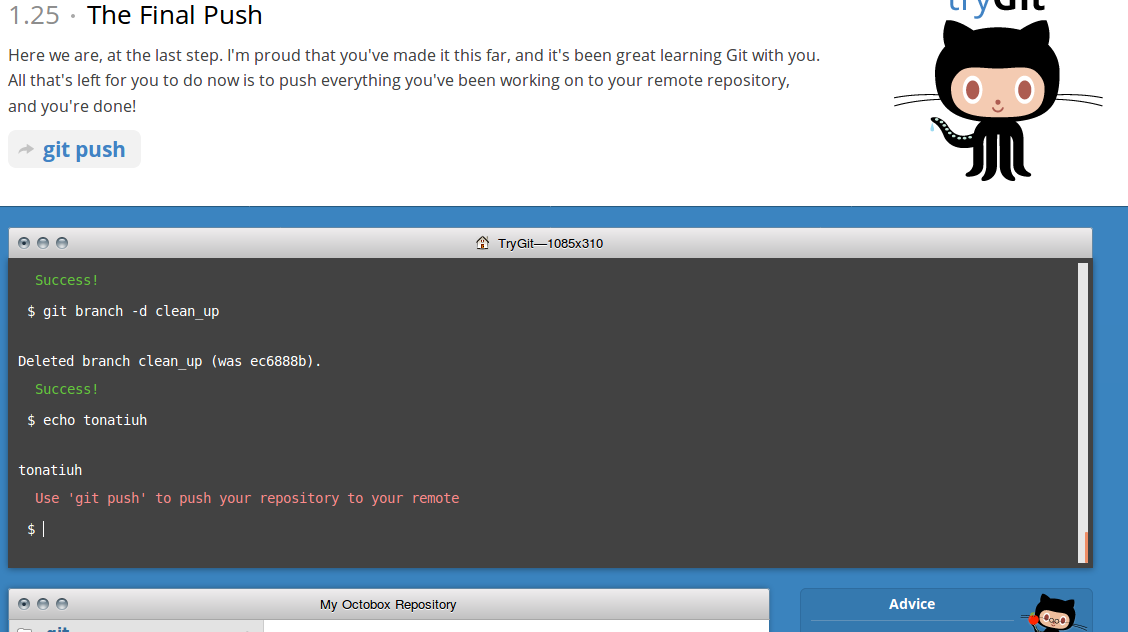 tryGit
1.25 · The Final Push
Here we are, at the last step. I'm proud that you've made it this far, and it's been great learning Git with you.
All that's left for you to do now is to push everything you've been working on to your remote repository,
and you're done!
git push
TryGit—1085x310
Success!
$ git branch -d clean_up
Deleted branch clean_up (was ec6888b).
Success!
$ echo tonatiuh
tonatiuh
Use 'git push' to push your repository to your remote
$
My Octobox Repository
Advice
.git